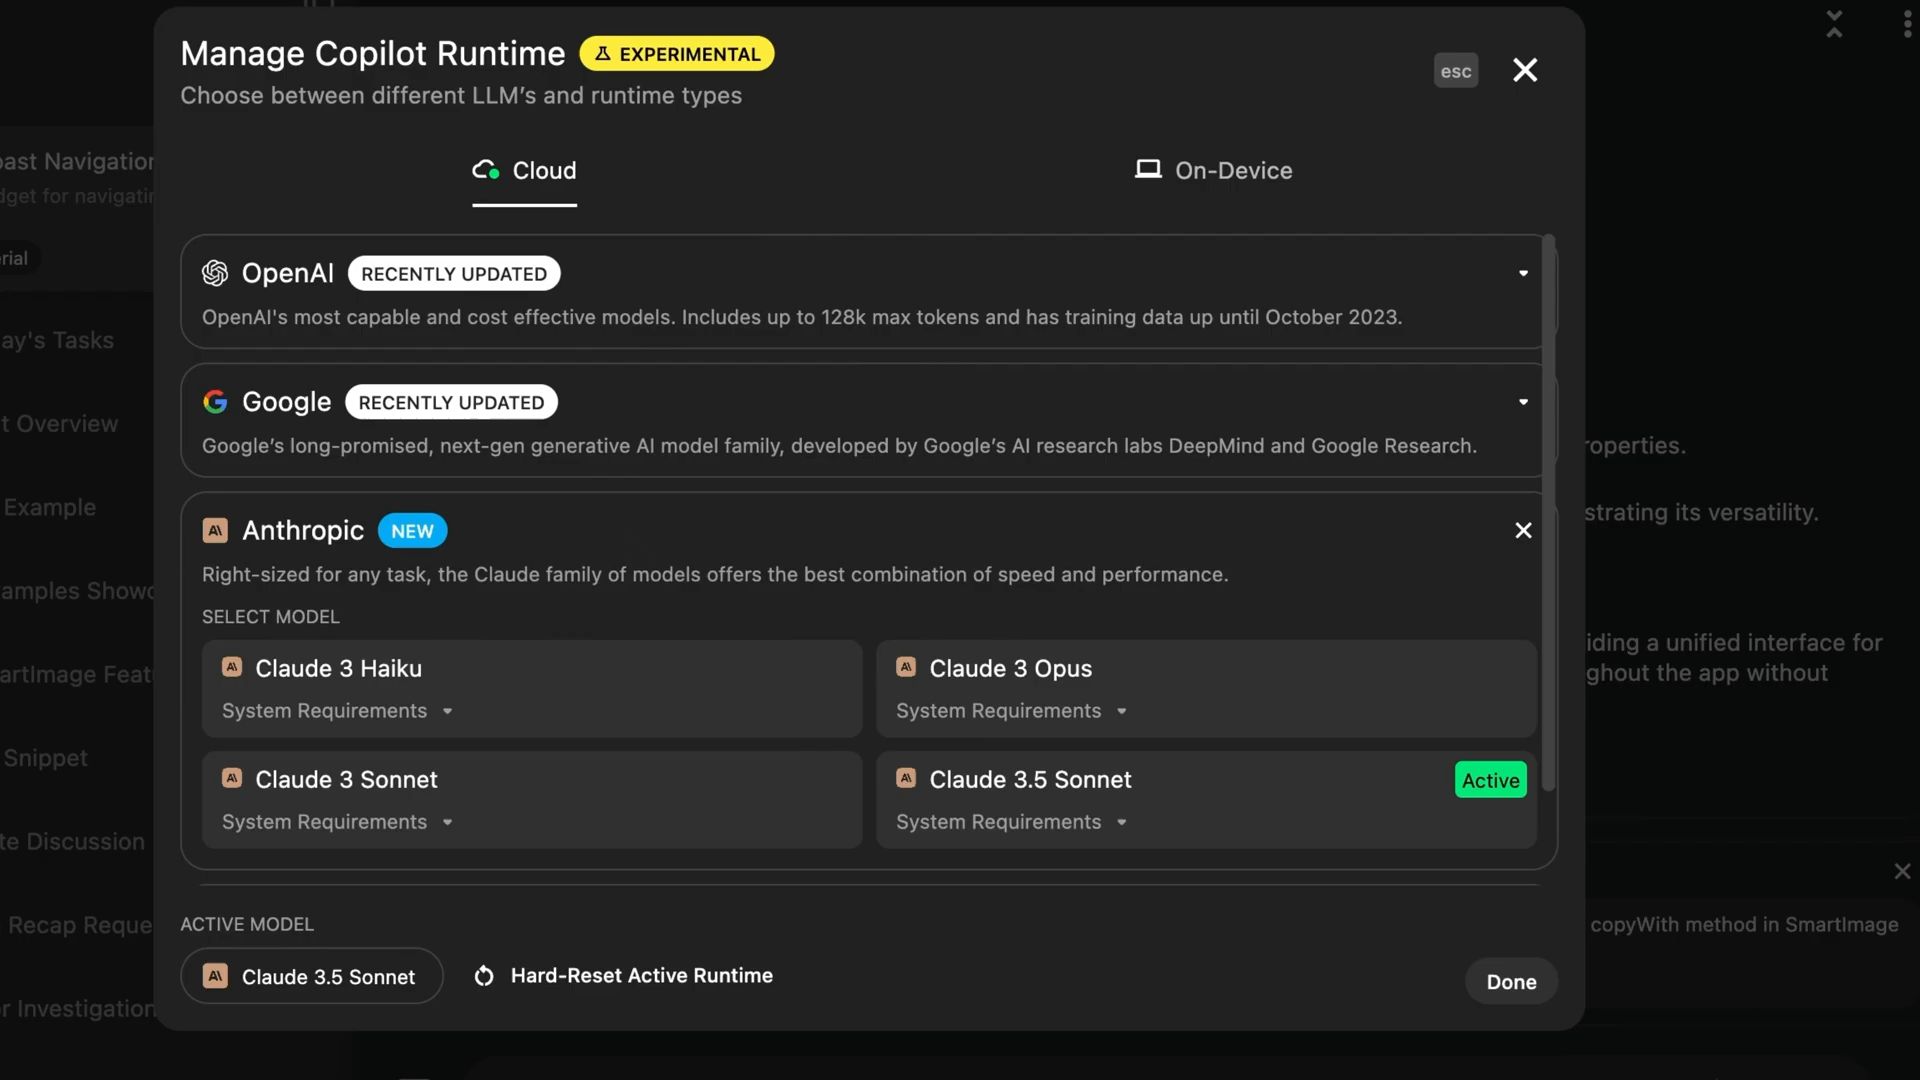 Manage Copilot Runtime EXPERIMENTAL
Choose between different LLM’s and runtime types
esc
Cloud
On-Device
OpenAI RECENTLY UPDATED
OpenAI's most capable and cost effective models. Includes up to 128k max tokens and has training data up until October 2023.
Google RECENTLY UPDATED
Google’s long-promised, next-gen generative AI model family, developed by Google’s AI research labs DeepMind and Google Research.
Anthropic NEW
Right-sized for any task, the Claude family of models offers the best combination of speed and performance.
SELECT MODEL
Claude 3 Haiku
System Requirements
Claude 3 Opus
System Requirements
Claude 3 Sonnet
System Requirements
Claude 3.5 Sonnet
Active
System Requirements
ACTIVE MODEL
Claude 3.5 Sonnet
Hard-Reset Active Runtime
Done
oast Navigation
dget for navigatin
rial
ay's Tasks
t Overview
Example
amples Showc
artImage Feat
Snippet
te Discussion
Recap Reque
r Investigation
roperties.
strating its versatility.
iding a unified interface for
ghout the app without
copyWith method in SmartImage